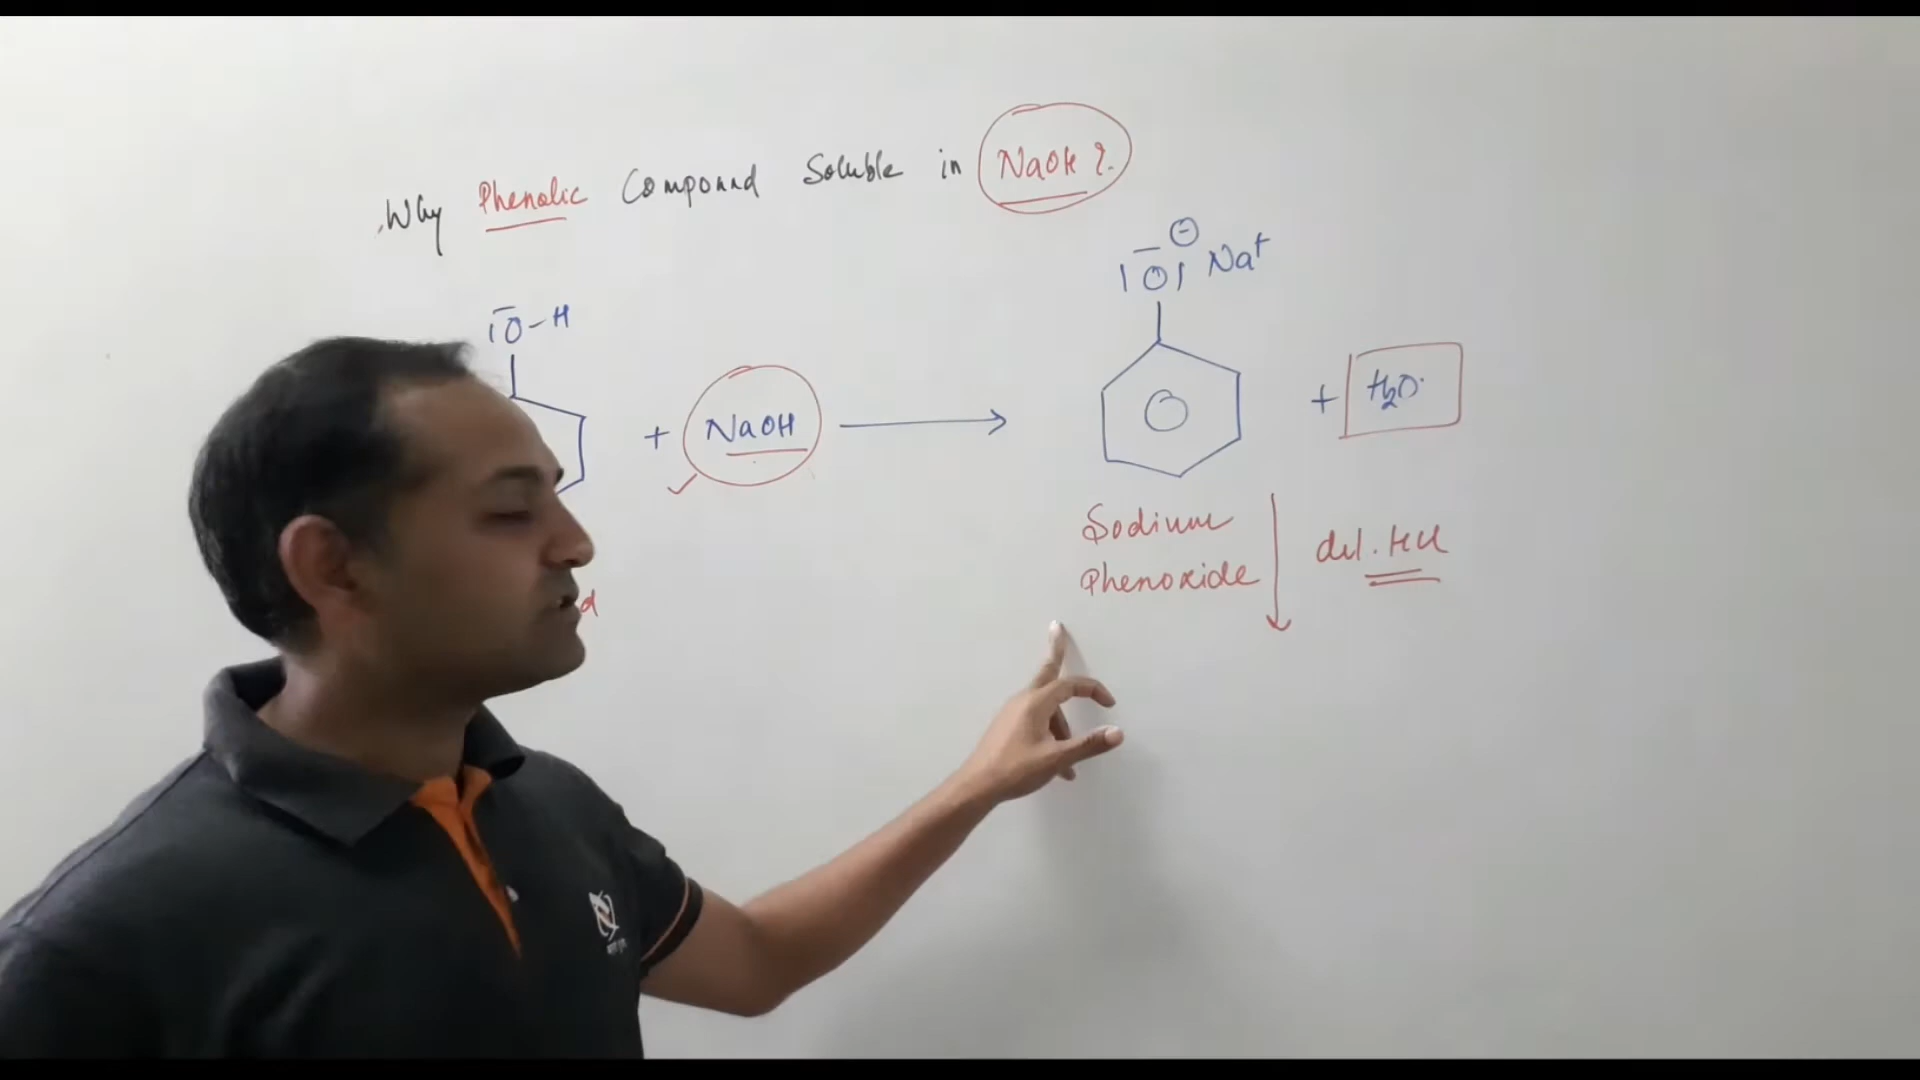 Why Phenolic Compound Soluble in NaOH?
O-H
+ NaOH
O ⊖ Na+
+ H2O.
Sodium
Phenoxide
dil. HCl